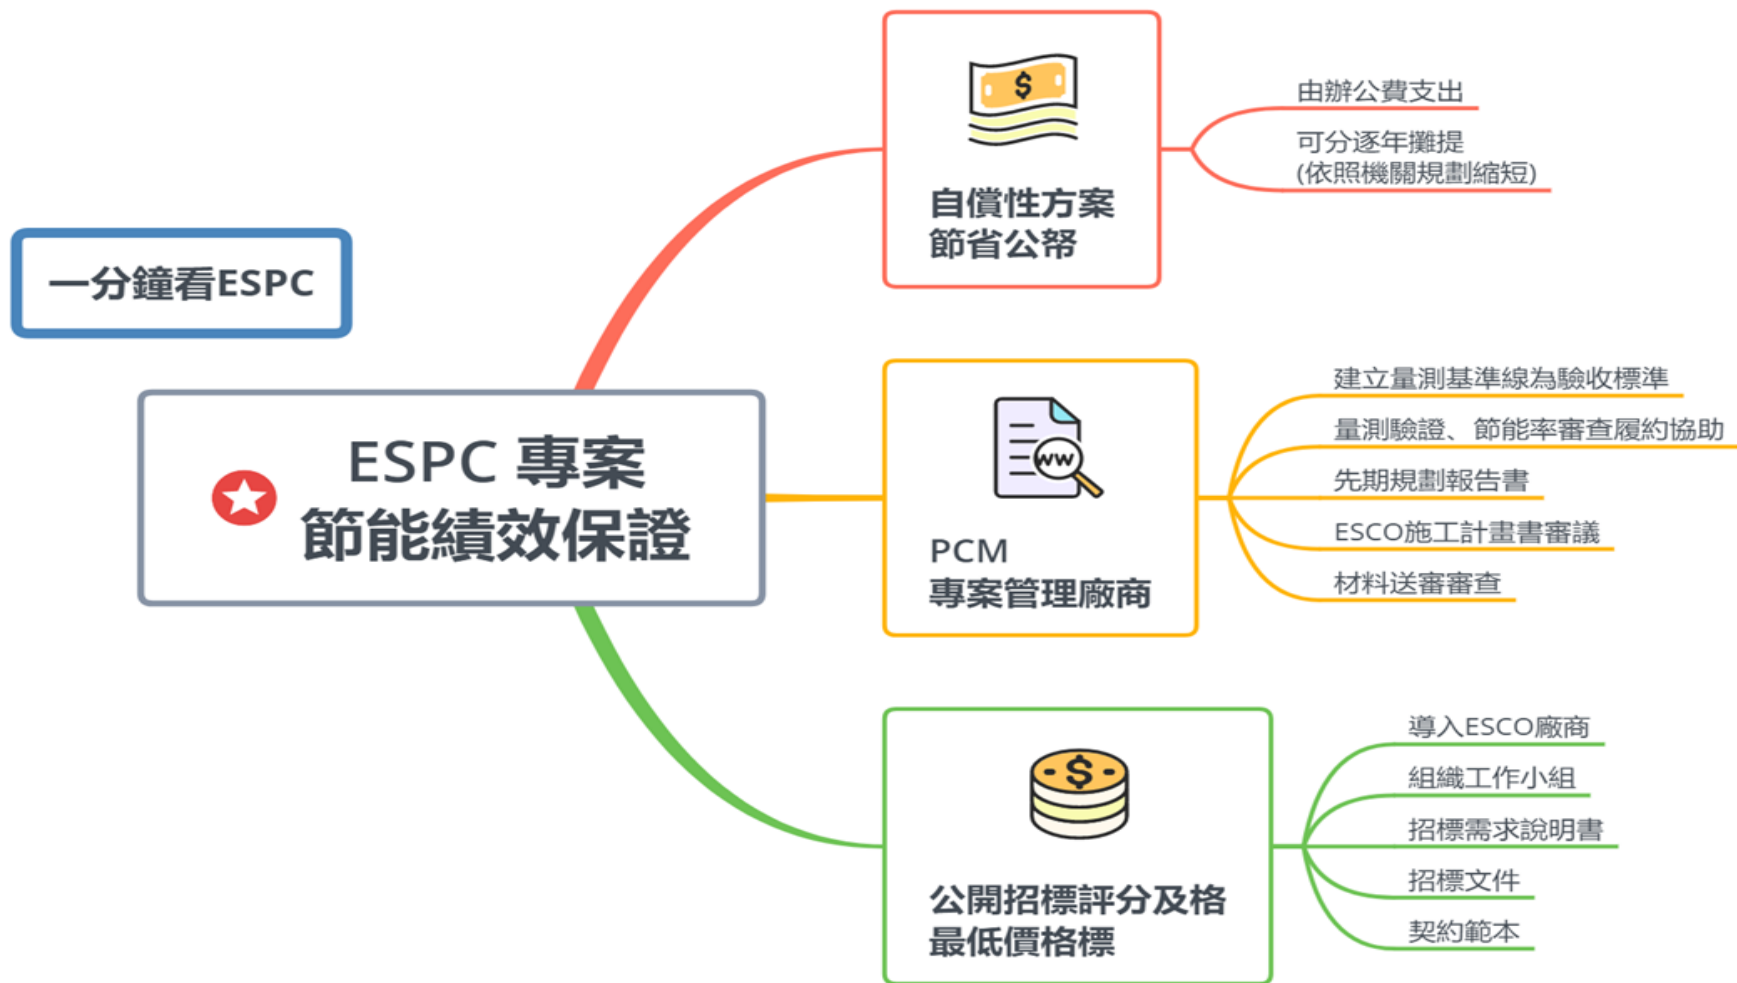 一分鐘看ESPC
ESPC 專案
節能績效保證
自償性方案
節省公帑
由辦公費支出
可分逐年攤提
(依照機關規劃縮短)
PCM
專案管理廠商
建立量測基準線為驗收標準
量測驗證、節能率審查履約協助
先期規劃報告書
ESCO施工計畫書審議
材料送審審查
公開招標評分及格
最低價格標
導入ESCO廠商
組織工作小組
招標需求說明書
招標文件
契約範本